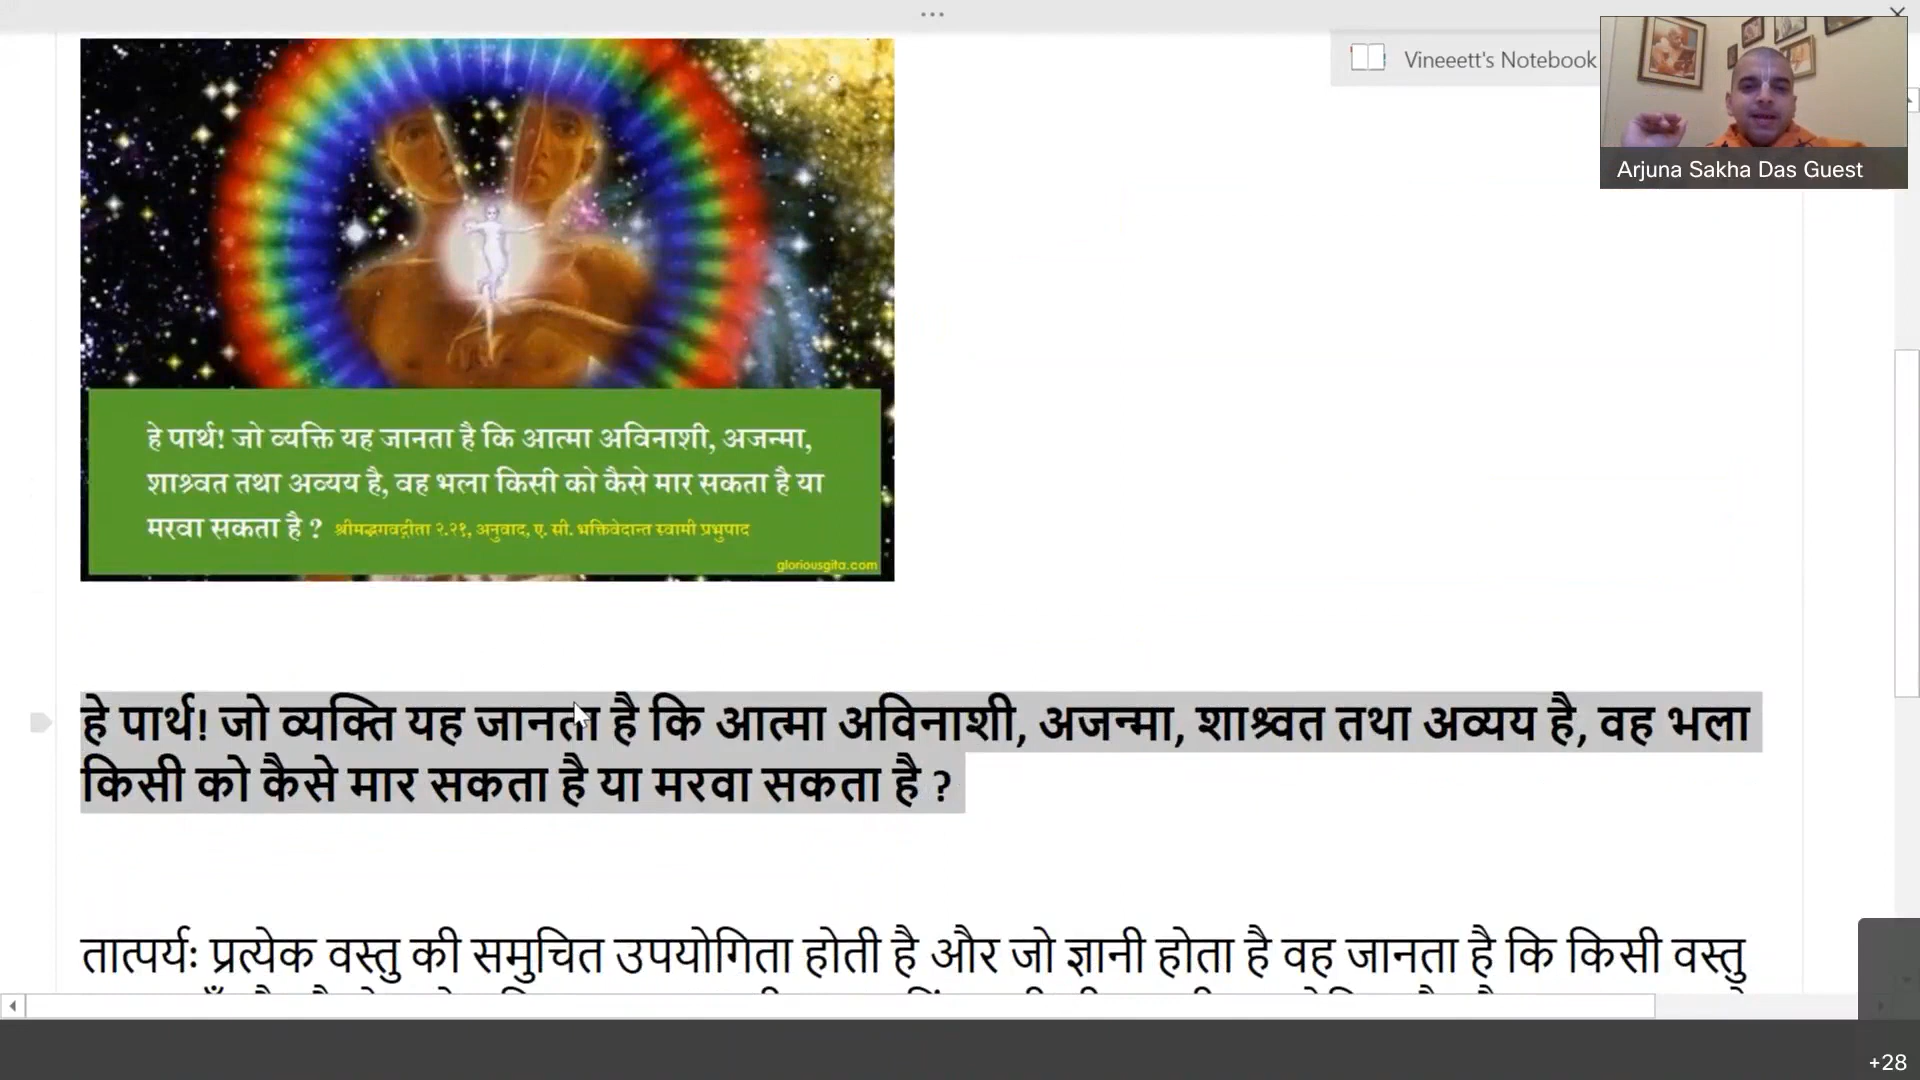 Vineeett's Notebook
Arjuna Sakha Das Guest
हे पार्थ! जो व्यक्ति यह जानता है कि आत्मा अविनाशी, अजन्मा,
शाश्र्वत तथा अव्यय है, वह भला किसी को कैसे मार सकता है या
मरवा सकता है ? श्रीमद्भगवद्गीता २.२१, अनुवाद, ए. सी. भक्तिवेदान्त स्वामी प्रभुपाद
gloriousgita.com
हे पार्थ! जो व्यक्ति यह जानता है कि आत्मा अविनाशी, अजन्मा, शाश्र्वत तथा अव्यय है, वह भला
किसी को कैसे मार सकता है या मरवा सकता है ?
तात्पर्यः प्रत्येक वस्तु की समुचित उपयोगिता होती है और जो ज्ञानी होता है वह जानता है कि किसी वस्तु
+28